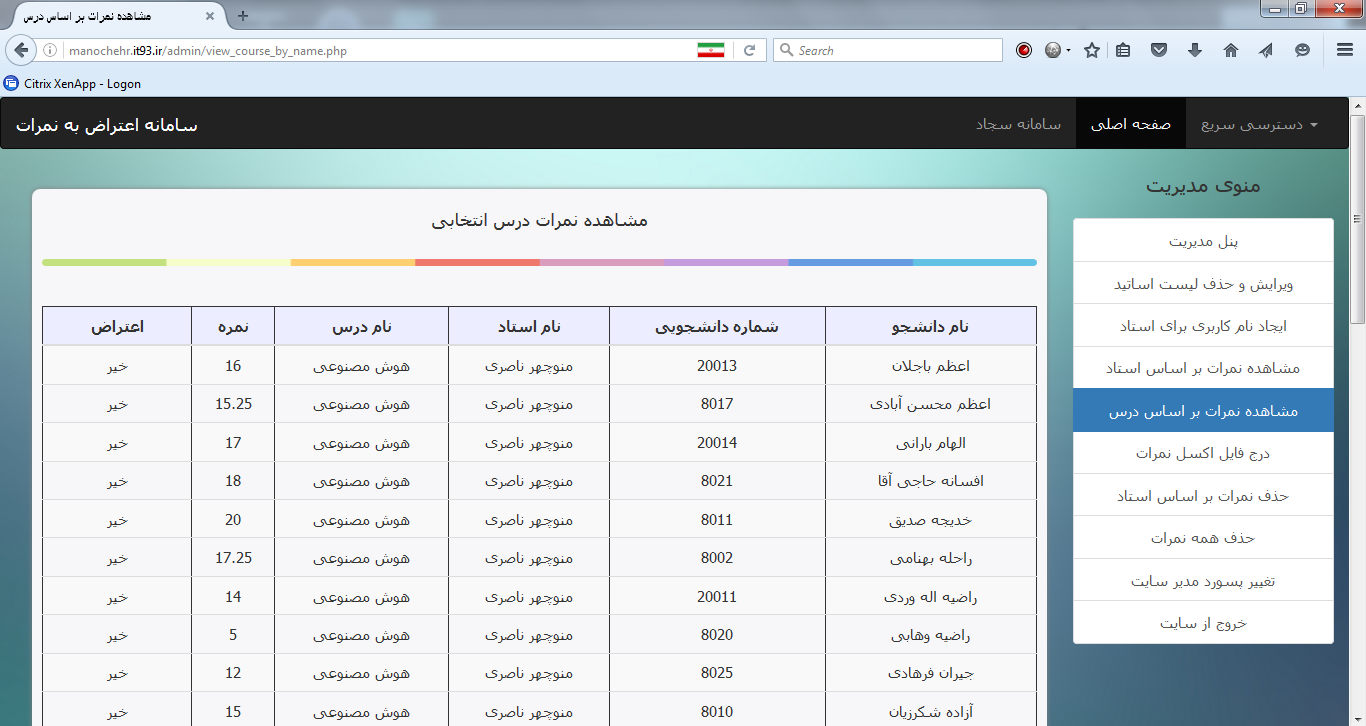 مشاهده نمرات بر اساس درس
manochehr.it93.ir/admin/view_course_by_name.php
Search
Citrix XenApp - Logon
دسترسی سریع
صفحه اصلی
سامانه سجاد
سامانه اعتراض به نمرات
منوی مدیریت
پنل مدیریت
ویرایش و حذف لیست اساتید
ایجاد نام کاربری برای استاد
مشاهده نمرات بر اساس استاد
مشاهده نمرات بر اساس درس
درج فایل اکسل نمرات
حذف نمرات بر اساس استاد
حذف همه نمرات
تغییر پسورد مدیر سایت
خروج از سایت
مشاهده نمرات درس انتخابی
نام دانشجو شماره دانشجویی نام استاد نام درس نمره اعتراض
اعظم باجلان 20013 منوچهر ناصری هوش مصنوعی 16 خیر
اعظم محسن آبادی 8017 منوچهر ناصری هوش مصنوعی 15.25 خیر
الهام بارانی 20014 منوچهر ناصری هوش مصنوعی 17 خیر
افسانه حاجی آقا 8021 منوچهر ناصری هوش مصنوعی 18 خیر
خدیجه صدیق 8011 منوچهر ناصری هوش مصنوعی 20 خیر
راحله بهنامی 8002 منوچهر ناصری هوش مصنوعی 17.25 خیر
راضیه اله وردی 20011 منوچهر ناصری هوش مصنوعی 14 خیر
راضیه وهابی 8020 منوچهر ناصری هوش مصنوعی 5 خیر
جیران فرهادی 8025 منوچهر ناصری هوش مصنوعی 12 خیر
آزاده شکرزیان 8010 منوچهر ناصری هوش مصنوعی 15 خیر